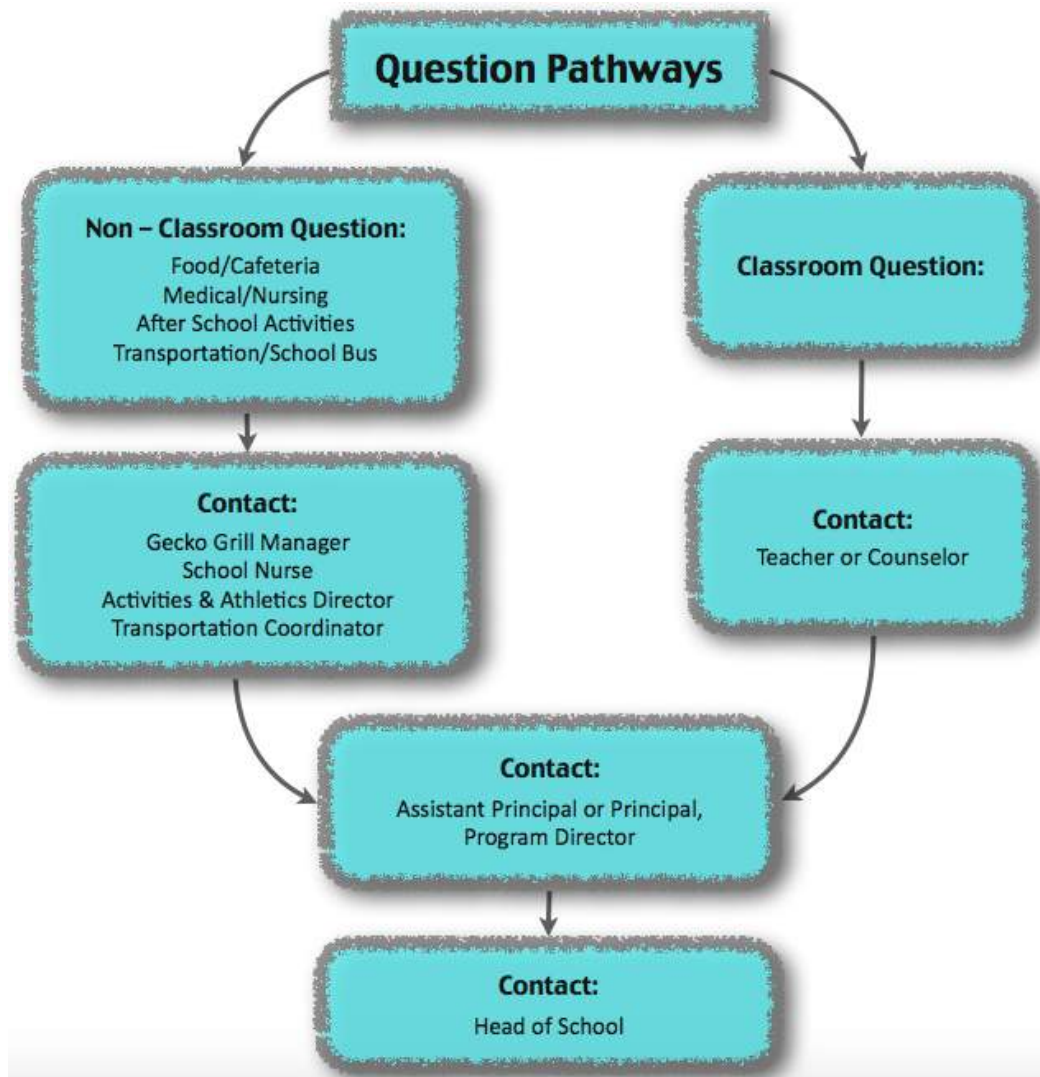 Question Pathways
Non – Classroom Question:
Food/Cafeteria
Medical/Nursing
After School Activities
Transportation/School Bus
Classroom Question:
Contact:
Gecko Grill Manager
School Nurse
Activities & Athletics Director
Transportation Coordinator
Contact:
Teacher or Counselor
Contact:
Assistant Principal or Principal,
Program Director
Contact:
Head of School